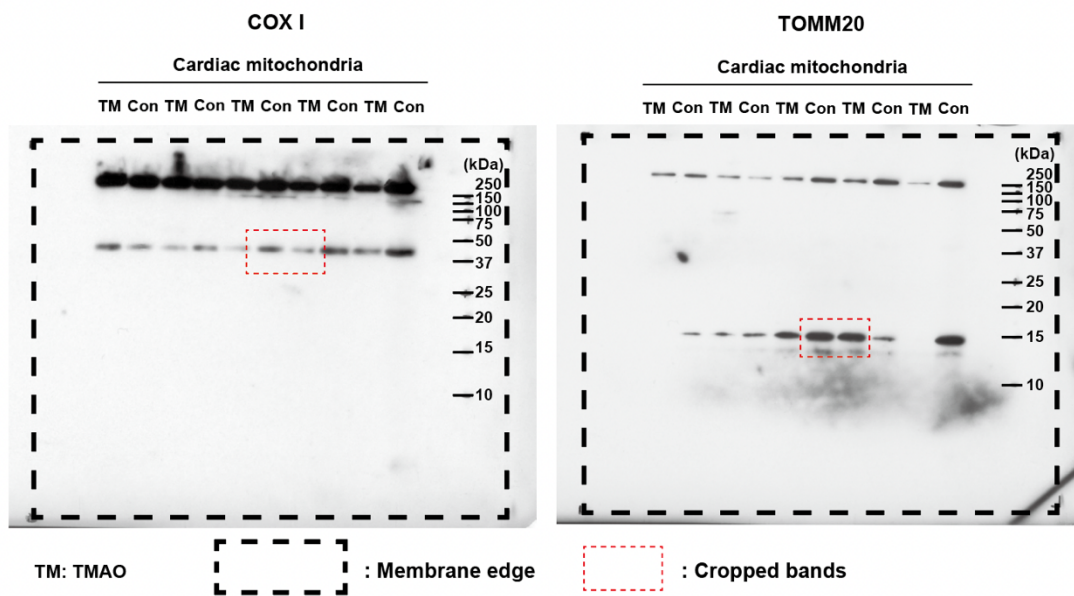 COX I
Cardiac mitochondria
TM Con TM Con TM Con TM Con TM Con
(kDa)
250
150
100
75
50
37
25
20
15
10
TOMM20
Cardiac mitochondria
TM Con TM Con TM Con TM Con TM Con
(kDa)
250
150
100
75
50
37
25
20
15
10
TM: TMAO
: Membrane edge
: Cropped bands